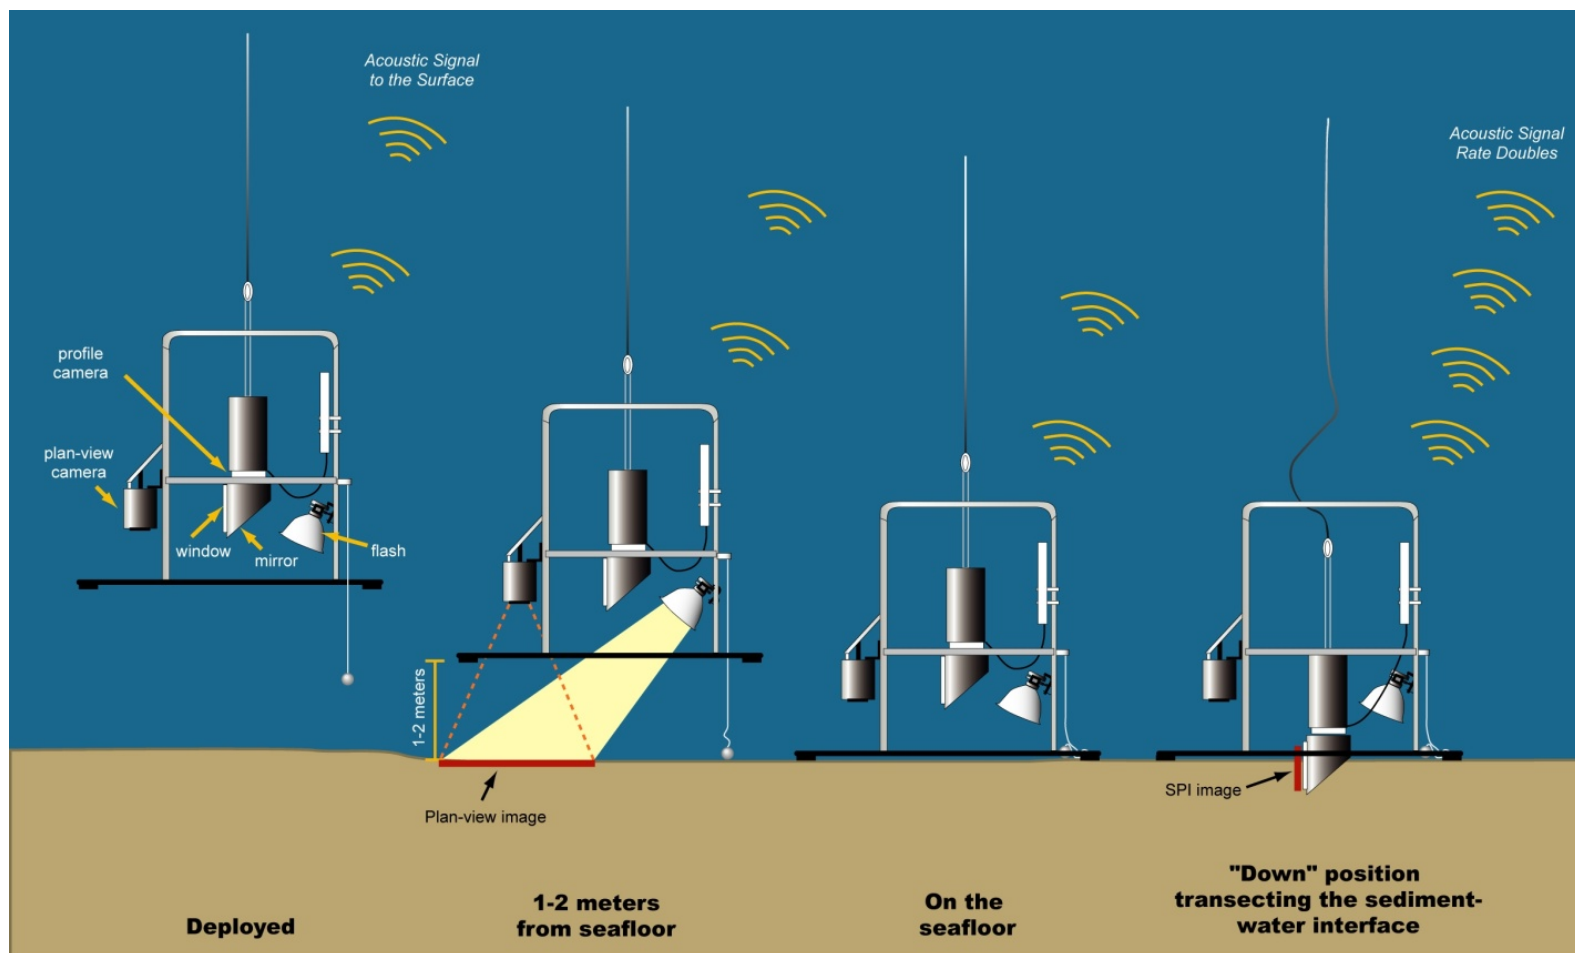 Acoustic Signal
to the Surface
Acoustic Signal
Rate Doubles
profile
camera
plan-view
camera
window
mirror
flash
1-2 meters
Plan-view image
SPI image
Deployed
1-2 meters
from seafloor
On the
seafloor
"Down" position
transecting the sediment-
water interface